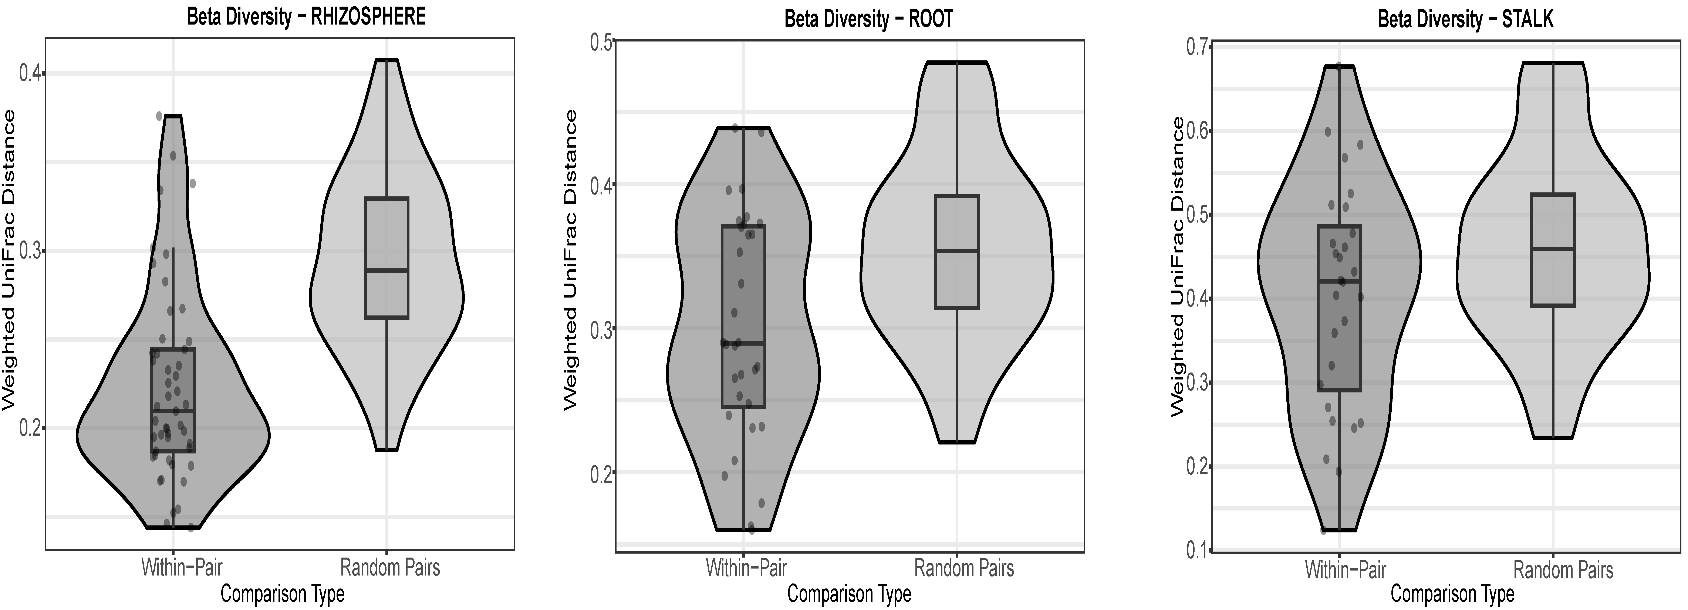 Beta Diversity – RHIZOSPHERE
Weighted UniFrac Distance
0.4
0.3
0.2
Within−Pair
Random Pairs
Comparison Type
Beta Diversity – ROOT
Weighted UniFrac Distance
0.5
0.4
0.3
0.2
Within−Pair
Random Pairs
Comparison Type
Beta Diversity – STALK
Weighted UniFrac Distance
0.7
0.6
0.5
0.4
0.3
0.2
0.1
Within−Pair
Random Pairs
Comparison Type